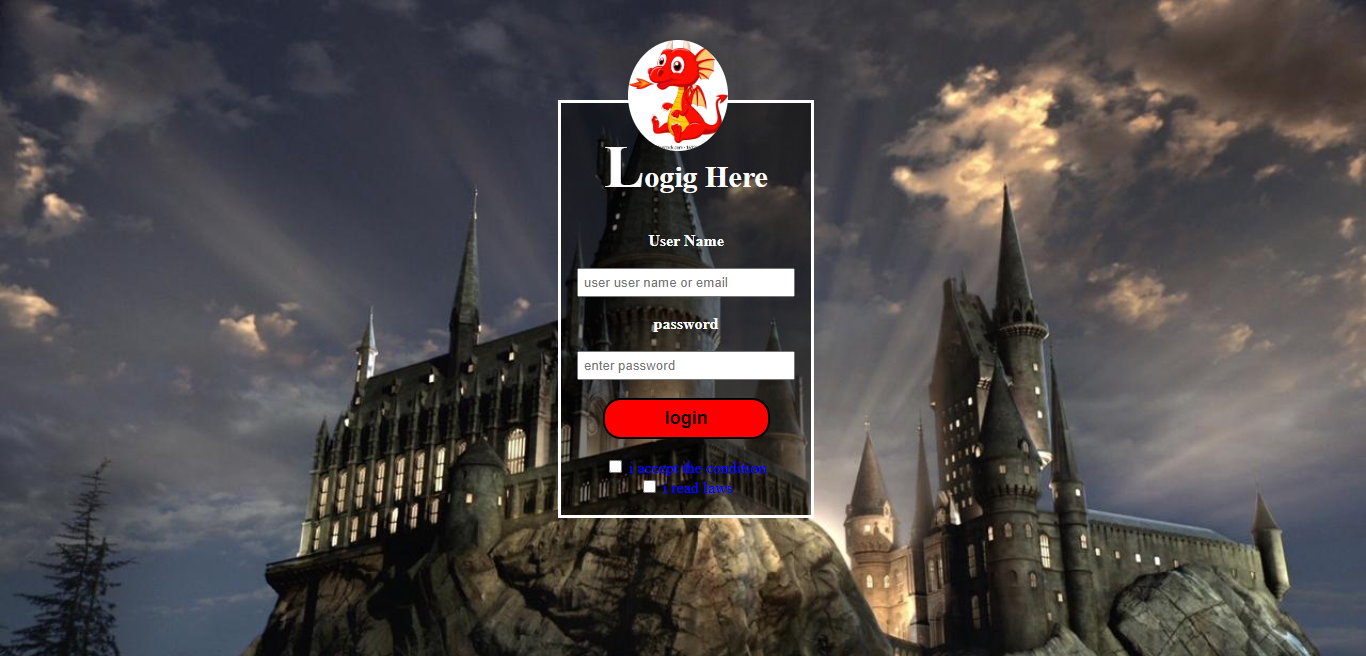 Logig Here
User Name
user user name or email
password
enter password
login
i accept the condition
i read laws